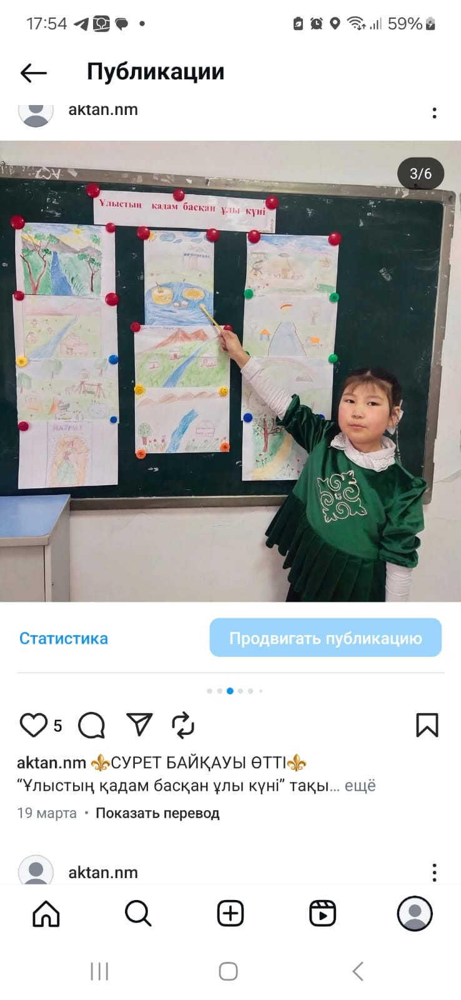 17:54
59%
Публикации
aktan.nm
3/6
Ұлыстың қадам басқан ұлы күні
НАУРЫЗ
Статистика
Продвигать публикацию
5
aktan.nm ⚜️СУРЕТ БАЙҚАУЫ ӨТТІ⚜️
“Ұлыстың қадам басқан ұлы күні” тақы... ещё
19 марта • Показать перевод
aktan.nm